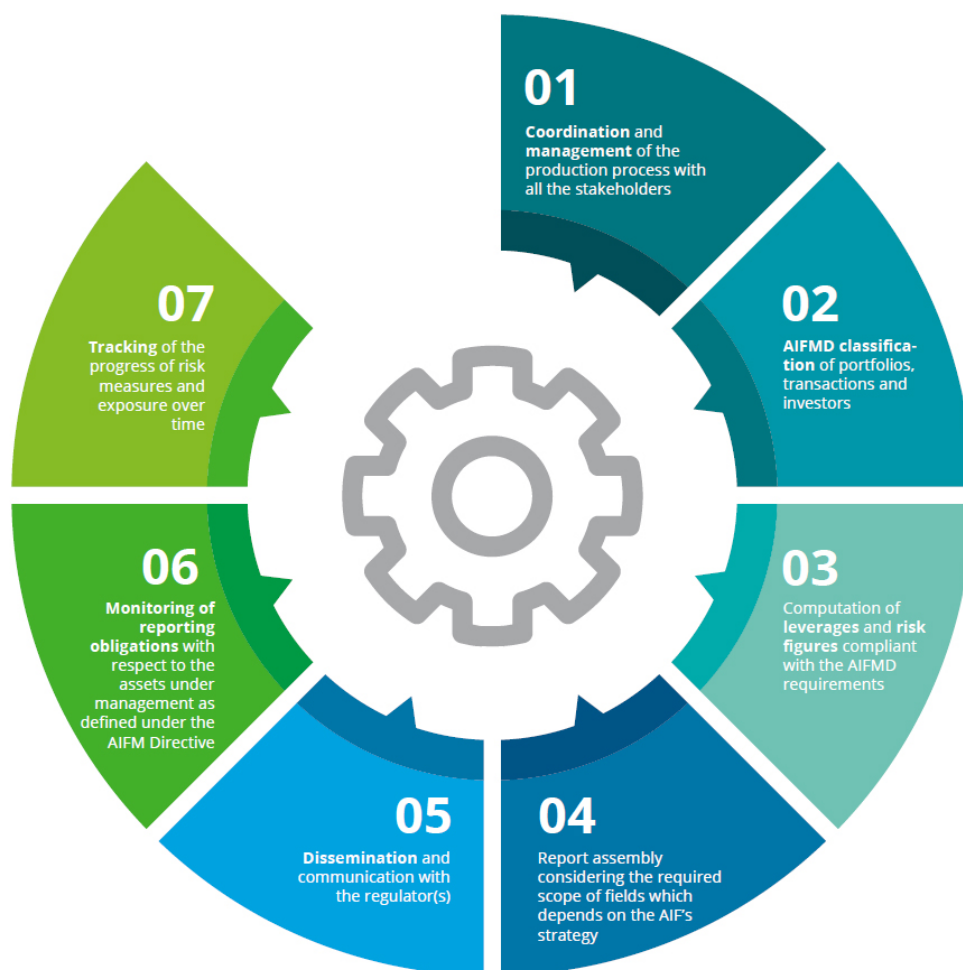 01
Coordination and
management of the
production process with
all the stakeholders
02
AIFMD classifica-
tion of portfolios,
transactions and
investors
03
Computation of
leverages and risk
figures compliant
with the AIFMD
requirements
04
Report assembly
considering the required
scope of fields which
depends on the AIF's
strategy
05
Dissemination and
communication with
the regulator(s)
06
Monitoring of
reporting
obligations with
respect to the
assets under
management as
defined under the
AIFM Directive
07
Tracking of the
progress of risk
measures and
exposure over
time